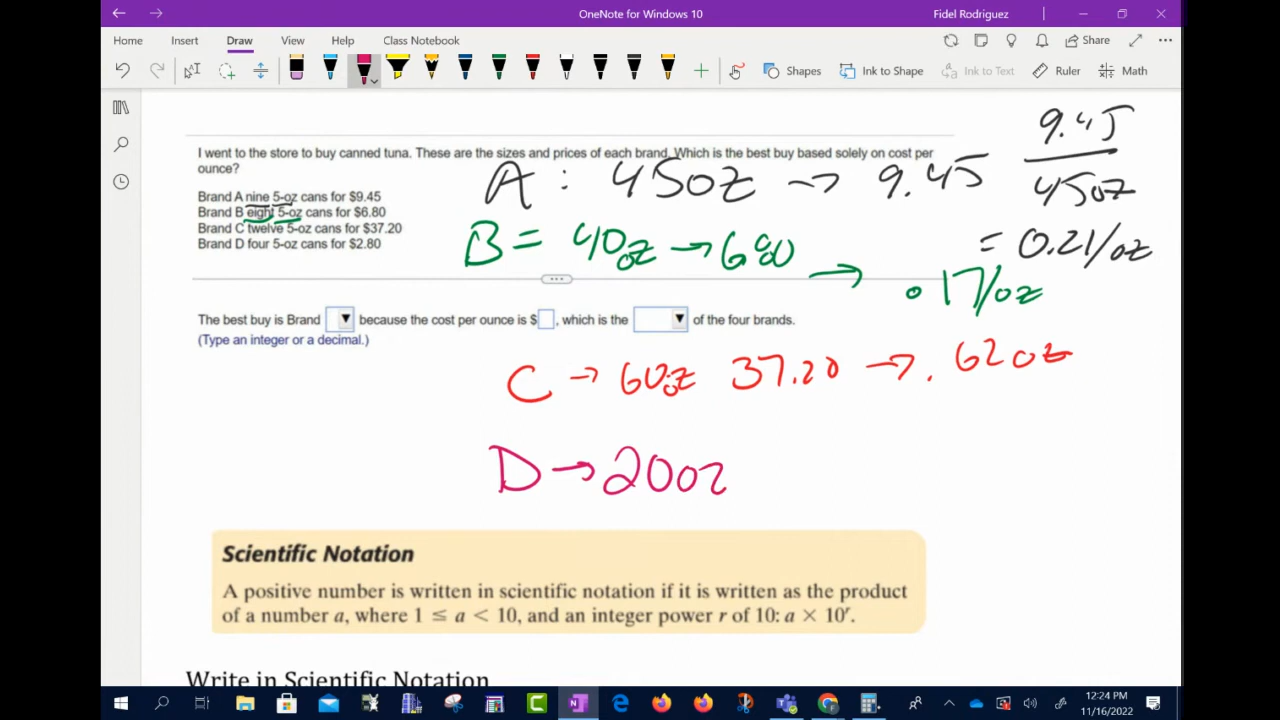 OneNote for Windows 10
Fidel Rodriguez
Home Insert Draw View Help Class Notebook
Share
Shapes Ink to Shape Ink to Text Ruler Math
I went to the store to buy canned tuna. These are the sizes and prices of each brand. Which is the best buy based solely on cost per
ounce?
Brand A nine 5-oz cans for $9.45
Brand B eight 5-oz cans for $6.80
Brand C twelve 5-oz cans for $37.20
Brand D four 5-oz cans for $2.80
A : 45oz → 9.45
9.45
45oz
= 0.21/oz
B = 40oz → 6.80 → .17/oz
The best buy is Brand ▼ because the cost per ounce is $ , which is the ▼ of the four brands.
(Type an integer or a decimal.)
C → 60oz 37.20 → .62oz
D → 20oz
Scientific Notation
A positive number is written in scientific notation if it is written as the product
of a number a, where 1 ≤ a < 10, and an integer power r of 10: a × 10ʳ.
Write in Scientific Notation
12:24 PM
11/16/2022